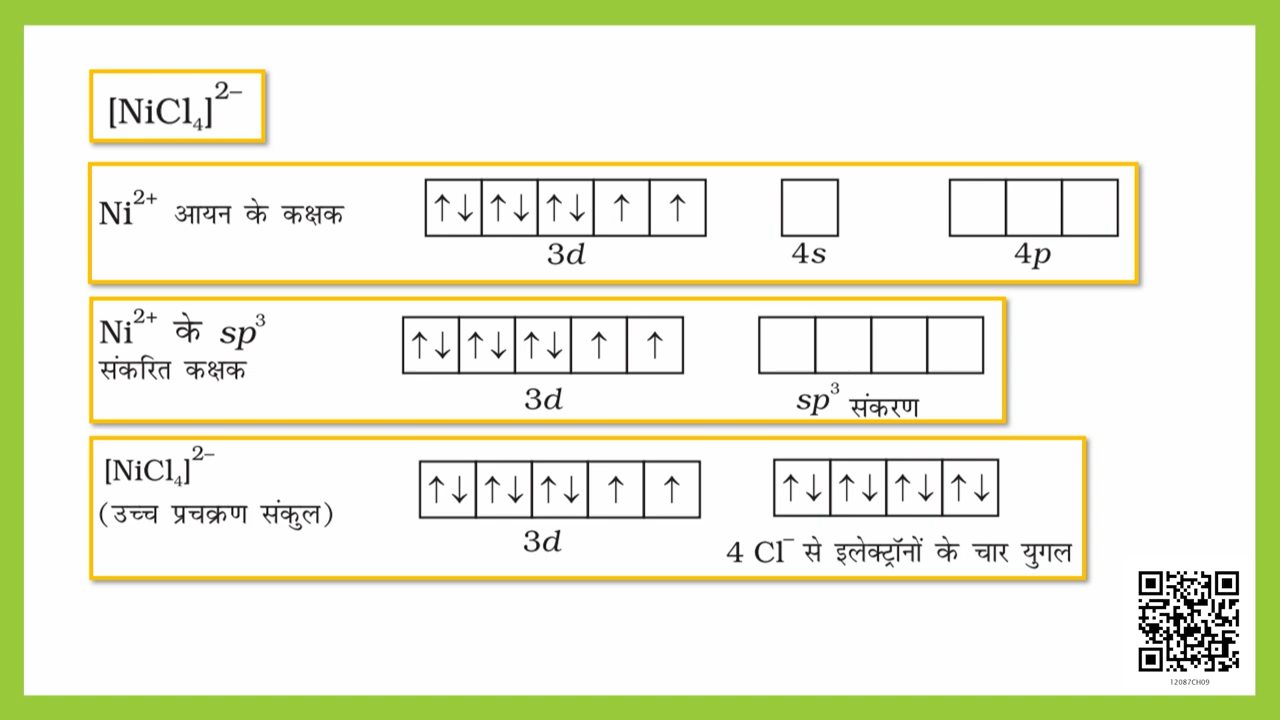 [NiCl₄]²⁻
Ni²⁺ आयन के कक्षक
↑↓ ↑↓ ↑↓ ↑ ↑
3d 4s 4p
Ni²⁺ के sp³
संकरित कक्षक
↑↓ ↑↓ ↑↓ ↑ ↑
3d sp³ संकरण
[NiCl₄]²⁻
(उच्च प्रचक्रण संकुल)
↑↓ ↑↓ ↑↓ ↑ ↑ ↑↓ ↑↓ ↑↓ ↑↓
3d 4 Cl⁻ से इलेक्ट्रॉनों के चार युगल
12087CH09